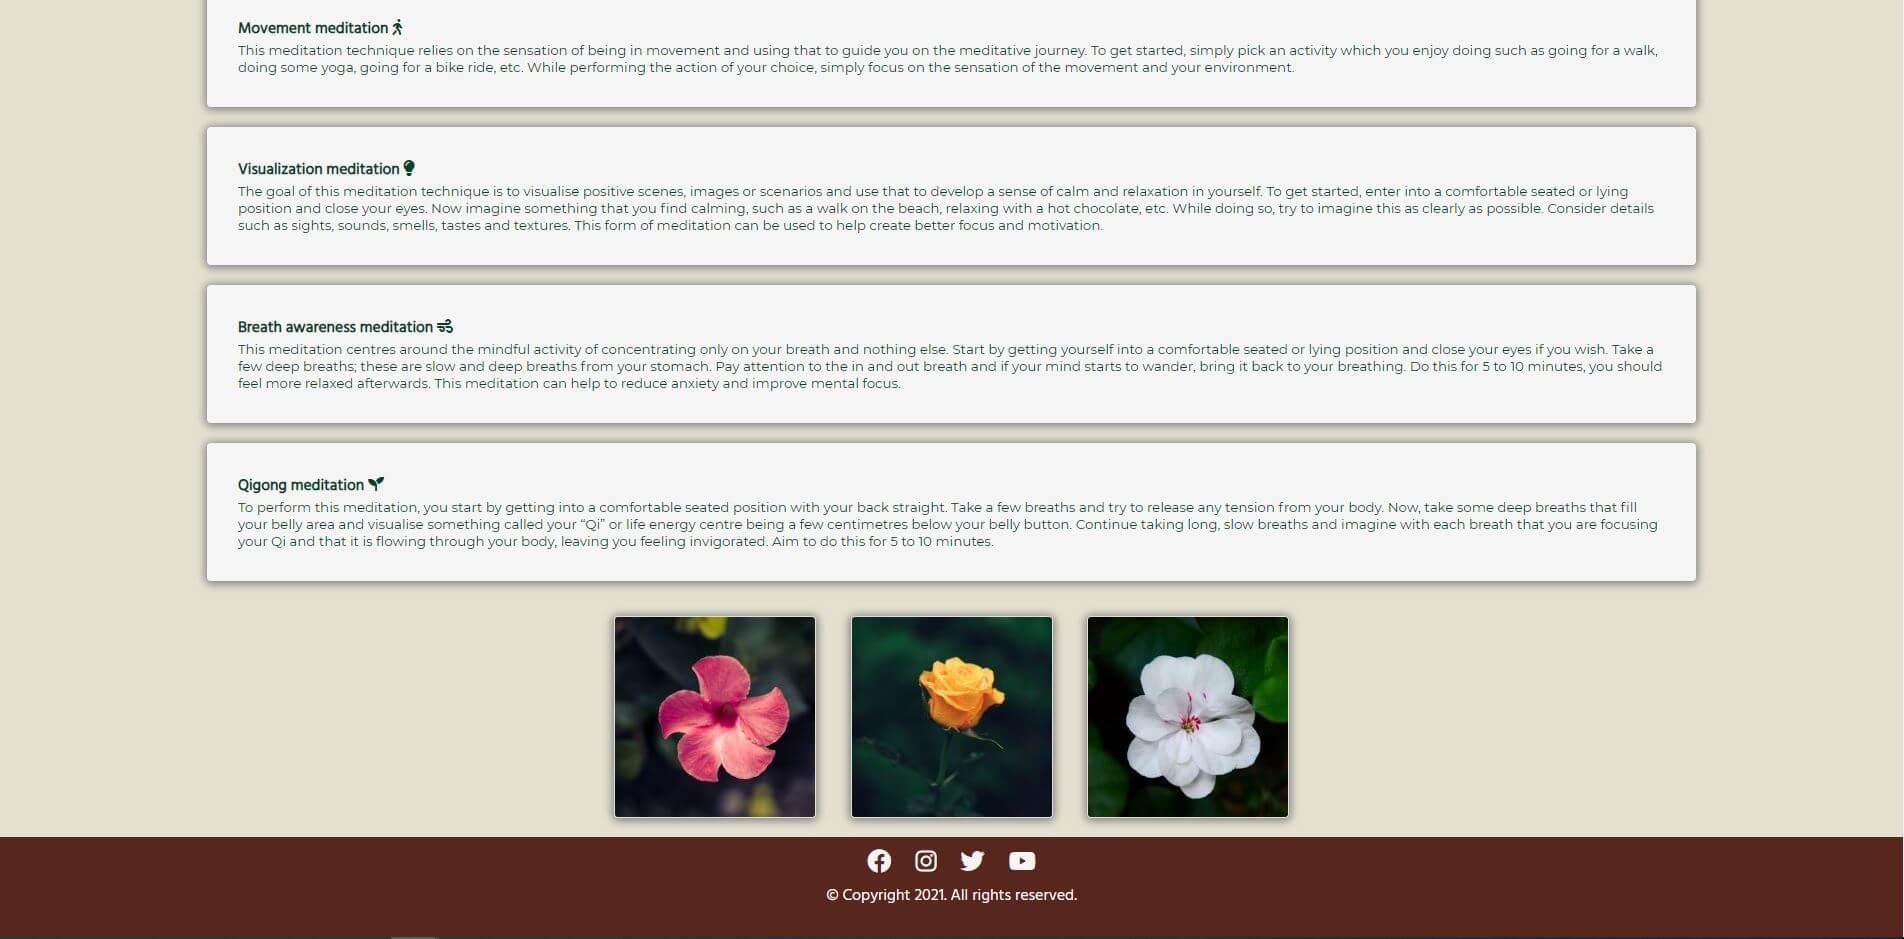 Movement meditation
This meditation technique relies on the sensation of being in movement and using that to guide you on the meditative journey. To get started, simply pick an activity which you enjoy doing such as going for a walk,
doing some yoga, going for a bike ride, etc. While performing the action of your choice, simply focus on the sensation of the movement and your environment.
Visualization meditation
The goal of this meditation technique is to visualise positive scenes, images or scenarios and use that to develop a sense of calm and relaxation in yourself. To get started, enter into a comfortable seated or lying
position and close your eyes. Now imagine something that you find calming, such as a walk on the beach, relaxing with a hot chocolate, etc. While doing so, try to imagine this as clearly as possible. Consider details
such as sights, sounds, smells, tastes and textures. This form of meditation can be used to help create better focus and motivation.
Breath awareness meditation
This meditation centres around the mindful activity of concentrating only on your breath and nothing else. Start by getting yourself into a comfortable seated or lying position and close your eyes if you wish. Take a
few deep breaths; these are slow and deep breaths from your stomach. Pay attention to the in and out breath and if your mind starts to wander, bring it back to your breathing. Do this for 5 to 10 minutes, you should
feel more relaxed afterwards. This meditation can help to reduce anxiety and improve mental focus.
Qigong meditation
To perform this meditation, you start by getting into a comfortable seated position with your back straight. Take a few breaths and try to release any tension from your body. Now, take some deep breaths that fill
your belly area and visualise something called your “Qi” or life energy centre being a few centimetres below your belly button. Continue taking long, slow breaths and imagine with each breath that you are focusing
your Qi and that it is flowing through your body, leaving you feeling invigorated. Aim to do this for 5 to 10 minutes.
© Copyright 2021. All rights reserved.